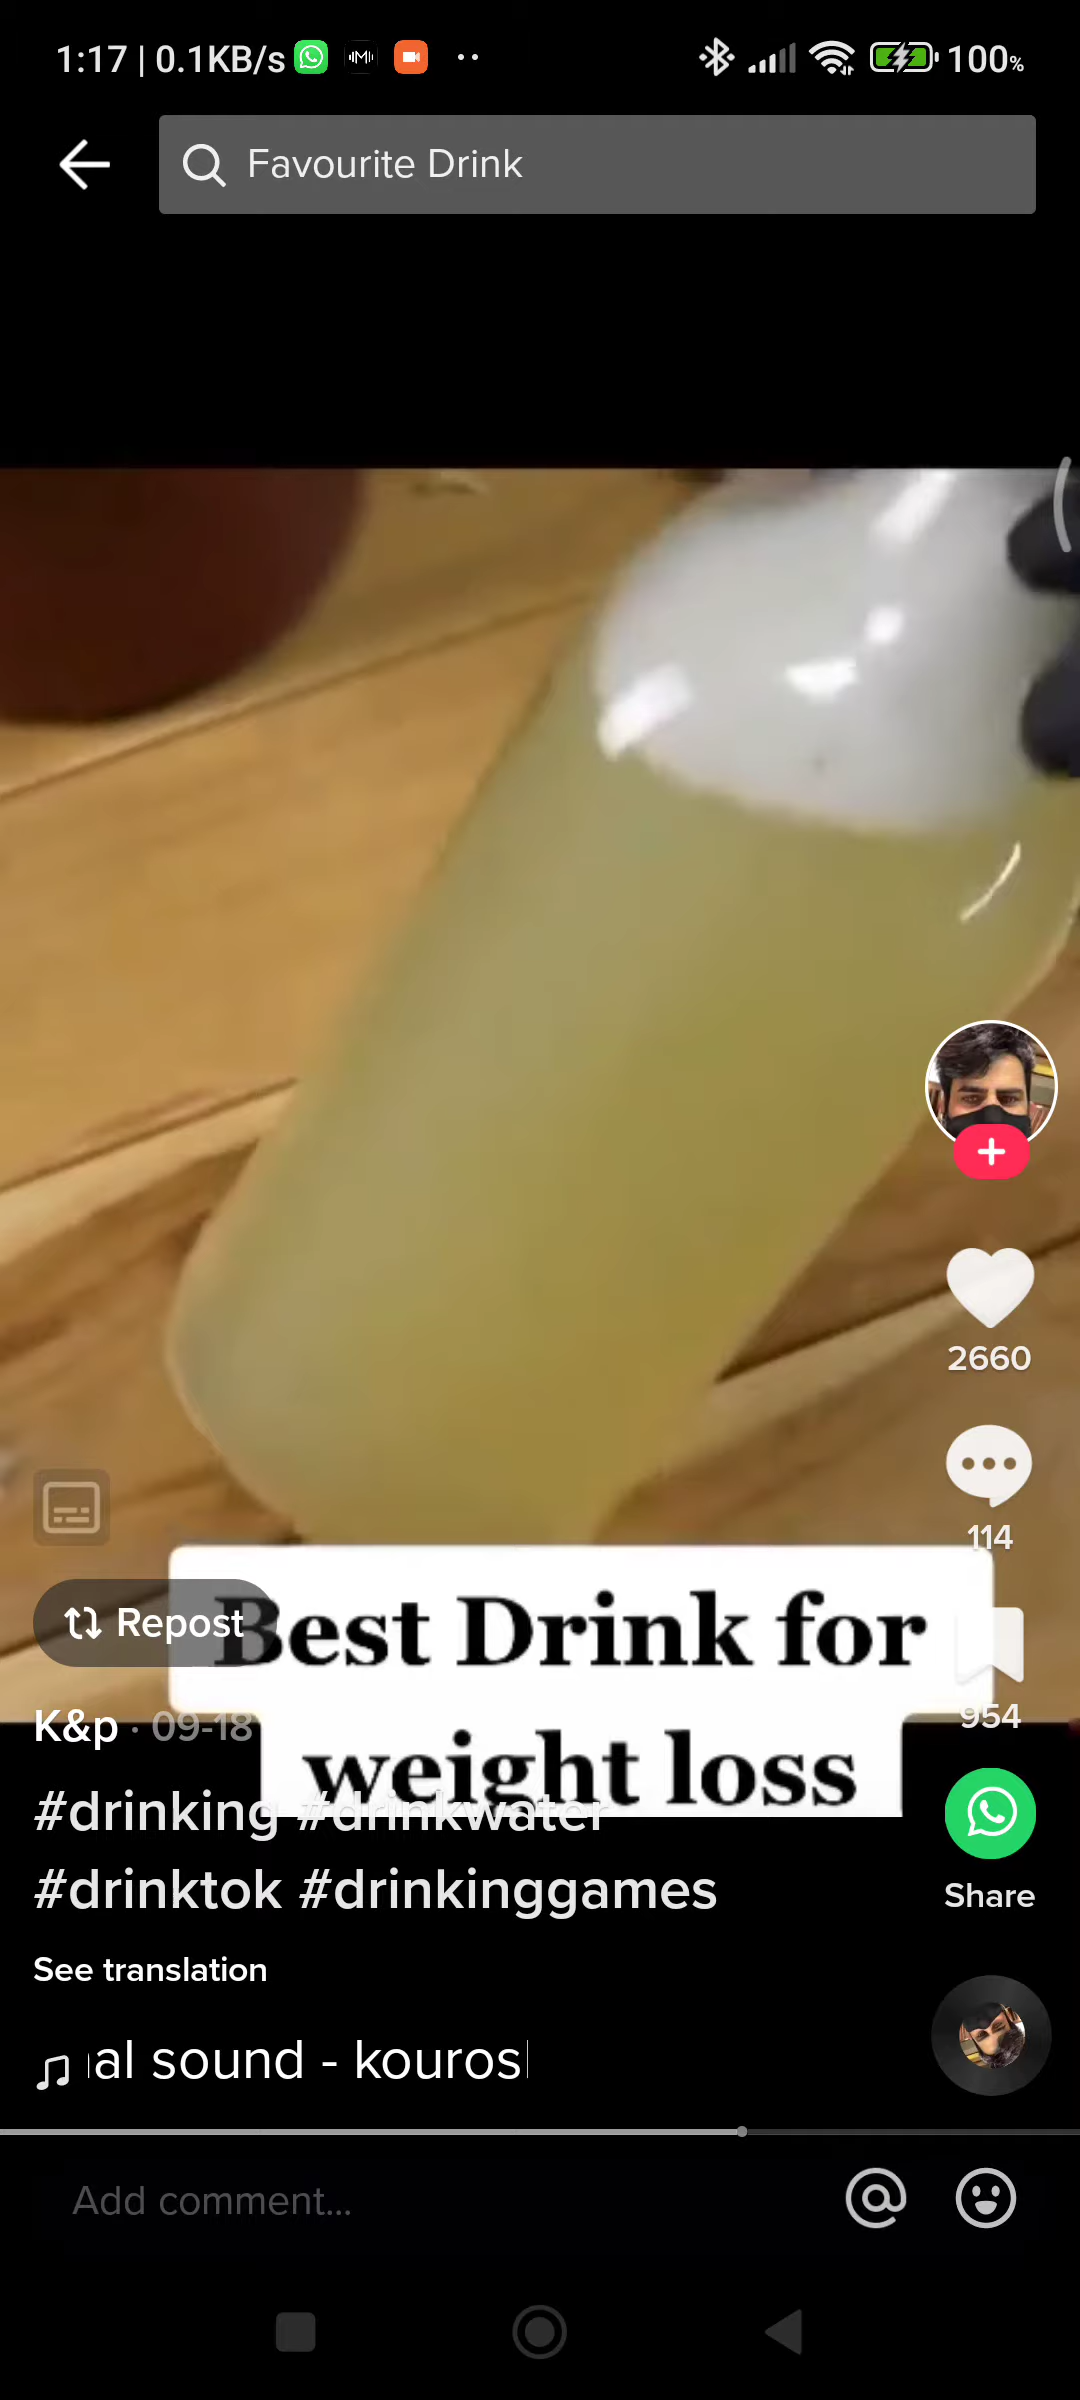 1:17 | 0.1KB/s
100%
Favourite Drink
2660
114
Repost
Best Drink for
954
K&p · 09-18
weight loss
#drinking #drinkwater
#drinktok #drinkinggames
Share
See translation
al sound - kouros
Add comment...